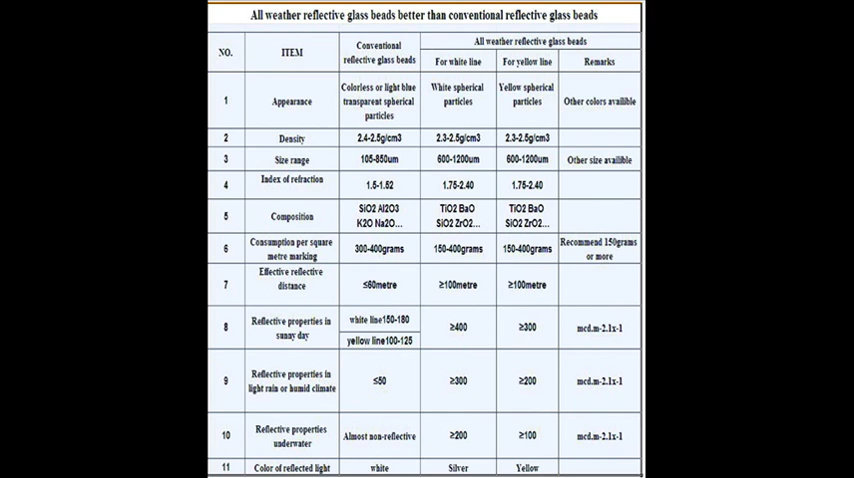 All weather reflective glass beads better than conventional reflective glass beads
NO.
ITEM
Conventional
reflective glass beads
All weather reflective glass beads
For white line
For yellow line
Remarks
1
Appearance
Colorless or light blue
transparent spherical
particles
White spherical
particles
Yellow spherical
particles
Other colors availible
2
Density
2.4-2.5g/cm3
2.3-2.5g/cm3
2.3-2.5g/cm3
3
Size range
105-850um
600-1200um
600-1200um
Other size availible
4
Index of refraction
1.5-1.52
1.75-2.40
1.75-2.40
5
Composition
SiO2 Al2O3
K2O Na2O...
TiO2 BaO
SiO2 ZrO2...
TiO2 BaO
SiO2 ZrO2...
6
Consumption per square
metre marking
300-400grams
150-400grams
150-400grams
Recommend 150grams
or more
7
Effective reflective
distance
≤60metre
≥100metre
≥100metre
8
Reflective properties in
sunny day
white line150-180
yellow line100-125
≥400
≥300
mcd.m-2.1x-1
9
Reflective properties in
light rain or humid climate
≤50
≥300
≥200
mcd.m-2.1x-1
10
Reflective properties
underwater
Almost non-reflective
≥200
≥100
mcd.m-2.1x-1
11
Color of reflected light
white
Silver
Yellow